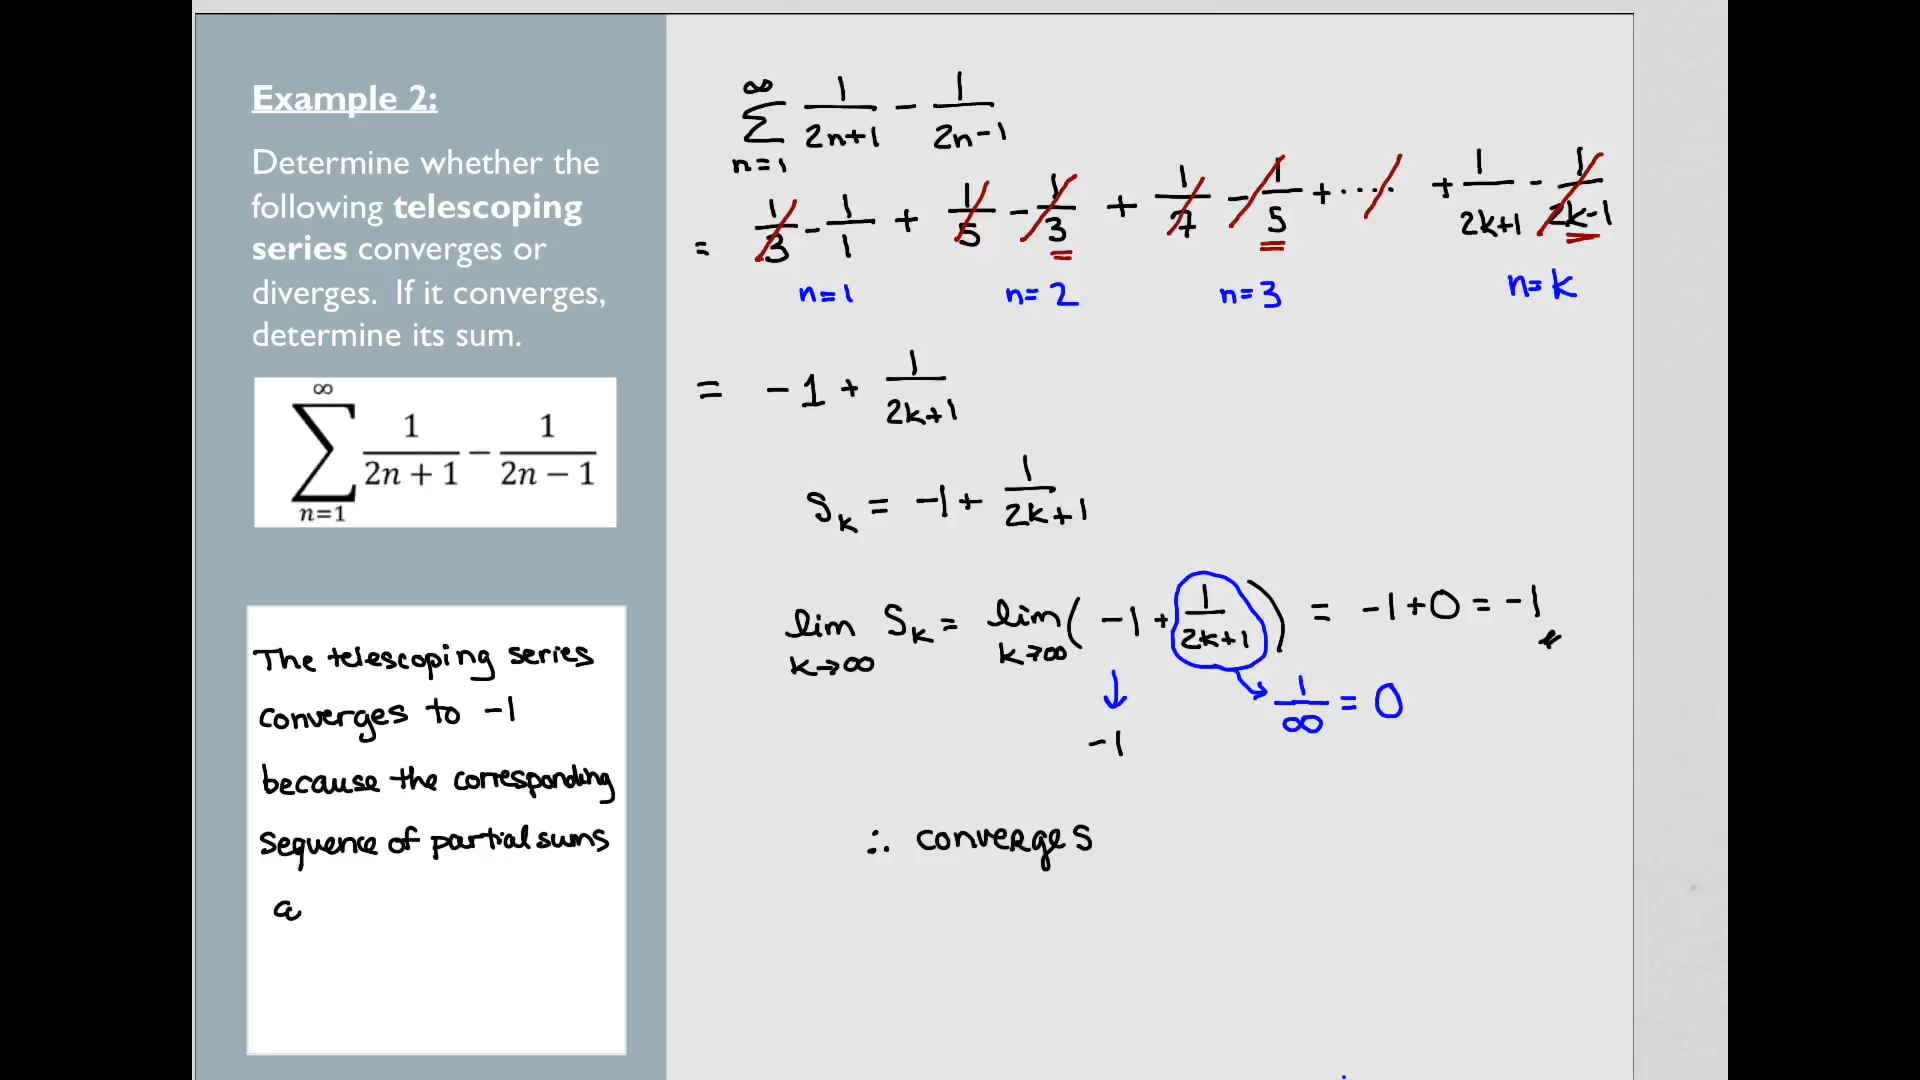 Example 2:
Determine whether the
following telescoping
series converges or
diverges. If it converges,
determine its sum.
∞
∑ 1/(2n + 1) − 1/(2n − 1)
n=1
The telescoping series
converges to -1
because the corresponding
sequence of partial sums
a
∞
∑ 1/(2n+1) - 1/(2n-1)
n=1
= 1/3 - 1/1 + 1/5 - 1/3 + 1/7 - 1/5 + ..... + 1/(2k+1) - 1/(2k-1)
n=1 n=2 n=3 n=k
= -1 + 1/(2k+1)
Sk = -1 + 1/(2k+1)
lim Sk = lim ( -1 + 1/(2k+1) ) = -1+0 = -1
k→∞ k→∞
↓ 1/∞ = 0
-1
∴ converges